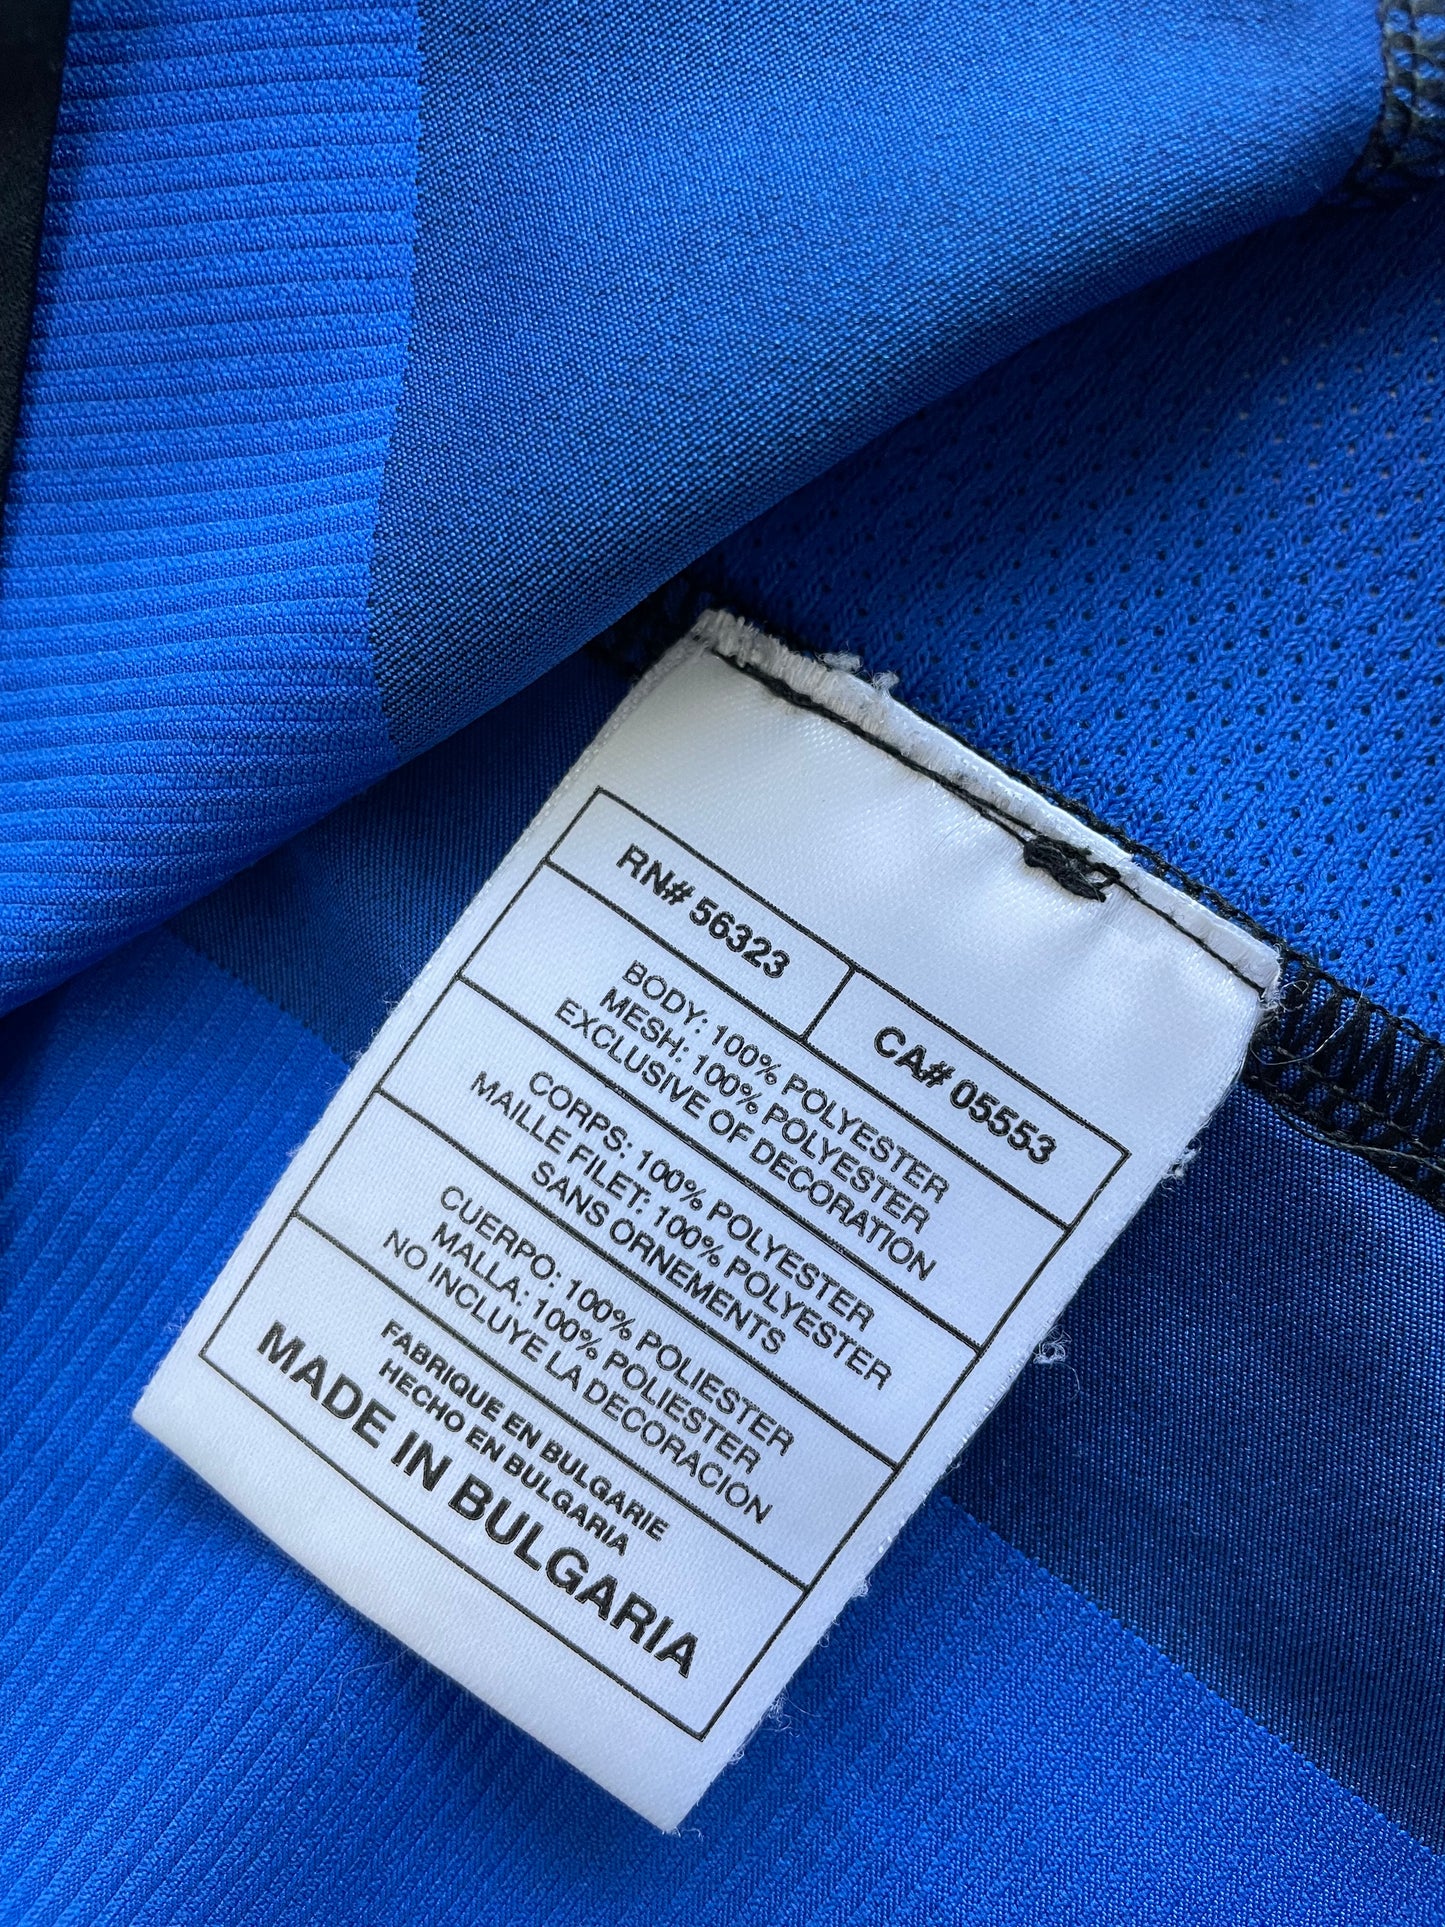 RN# 56323
CA# 05553
BODY: 100% POLYESTER
MESH: 100% POLYESTER
EXCLUSIVE OF DECORATION
CORPS: 100% POLYESTER
MAILLE FILET: 100% POLYESTER
SANS ORNEMENTS
CUERPO: 100% POLIESTER
MALLA: 100% POLIESTER
NO INCLUYE LA DECORACION
FABRIQUE EN BULGARIE
HECHO EN BULGARIA
MADE IN BULGARIA